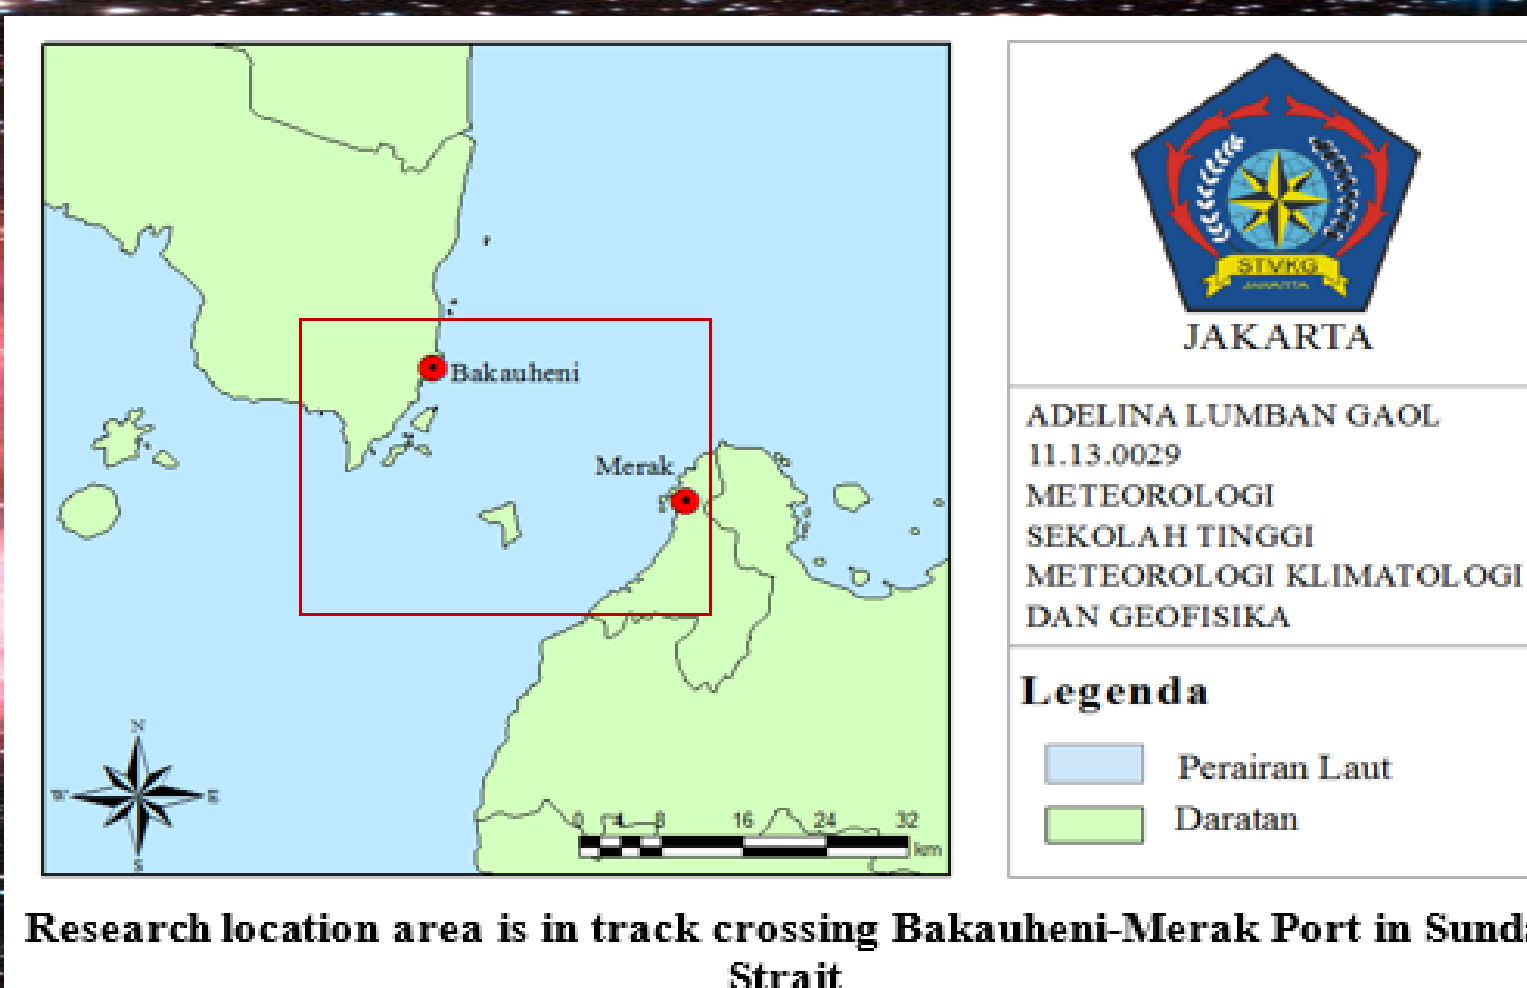 Bakauheni
Merak
N
W E
S
0 4 8 16 24 32
km
STMKG
JAKARTA
JAKARTA
ADELINA LUMBAN GAOL
11.13.0029
METEOROLOGI
SEKOLAH TINGGI
METEOROLOGI KLIMATOLOGI
DAN GEOFISIKA
Legenda
Perairan Laut
Daratan
Research location area is in track crossing Bakauheni-Merak Port in Sunda
Strait